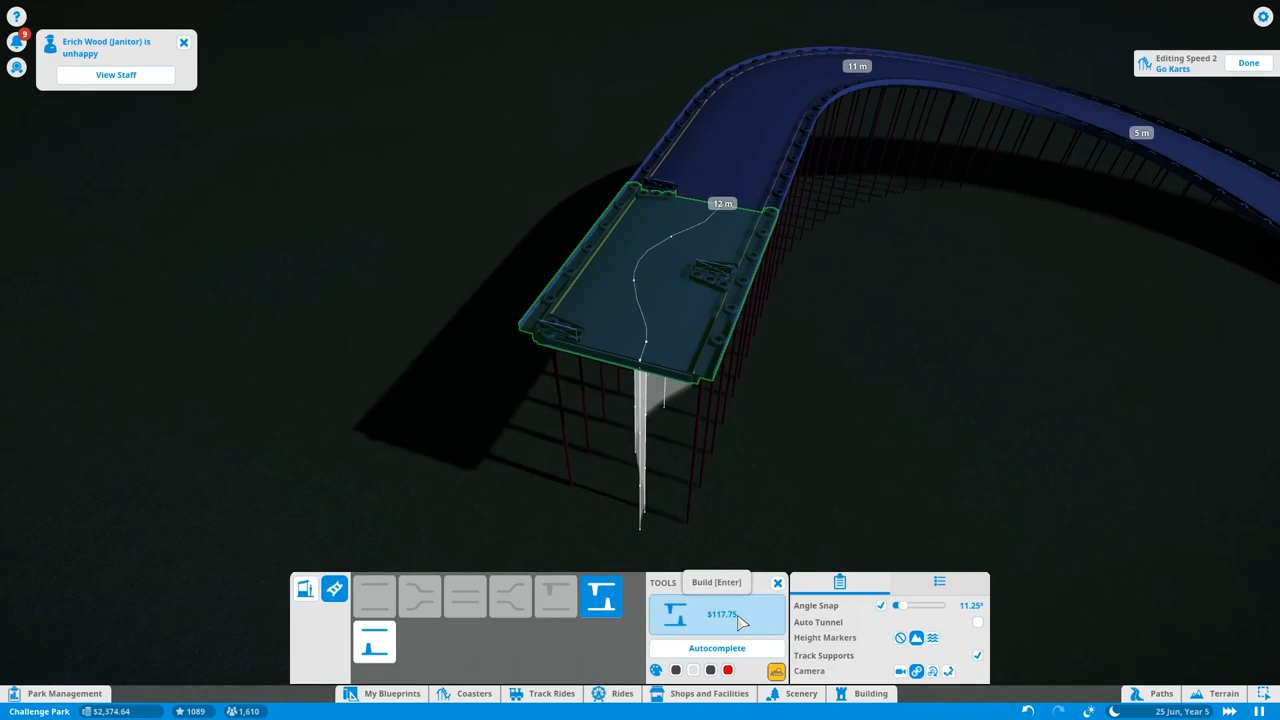 ?
9
Erich Wood (Janitor) is
unhappy
View Staff
11 m
5 m
12 m
Editing Speed 2
Go Karts
Done
TOOLS
Build [Enter]
$117.75
Autocomplete
Angle Snap
11.25°
Auto Tunnel
Height Markers
Track Supports
Camera
Park Management
My Blueprints
Coasters
Track Rides
Rides
Shops and Facilities
Scenery
Building
Paths
Terrain
Challenge Park
$2,374.64
1089
1,610
25 Jun, Year 5